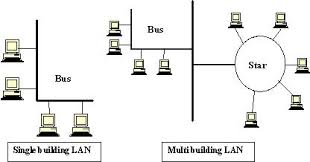 Bus
Bus
Star
Single building LAN
Multi building LAN